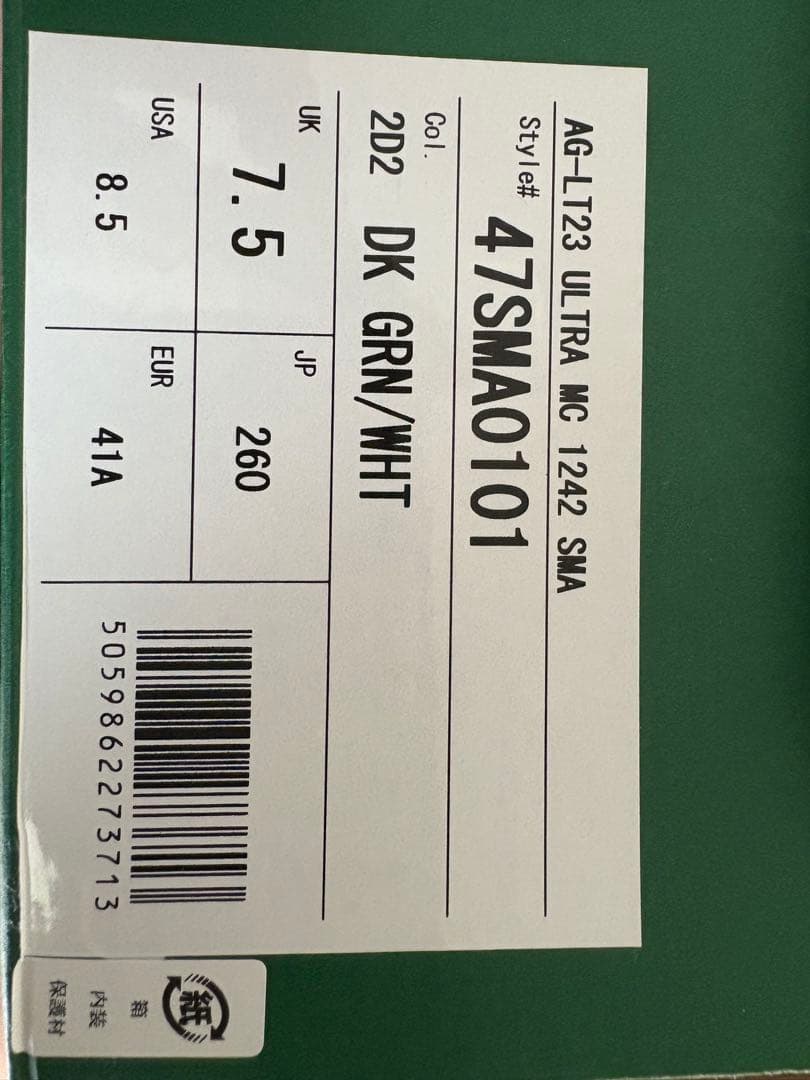 AG-LT23 ULTRA MC 1242 SMA
Style# 47SMA0101
Col.
2D2 DK GRN/WHT
UK 7.5
JP 260
USA 8.5
EUR 41A
5059862273713
紙
箱
内装
保護材